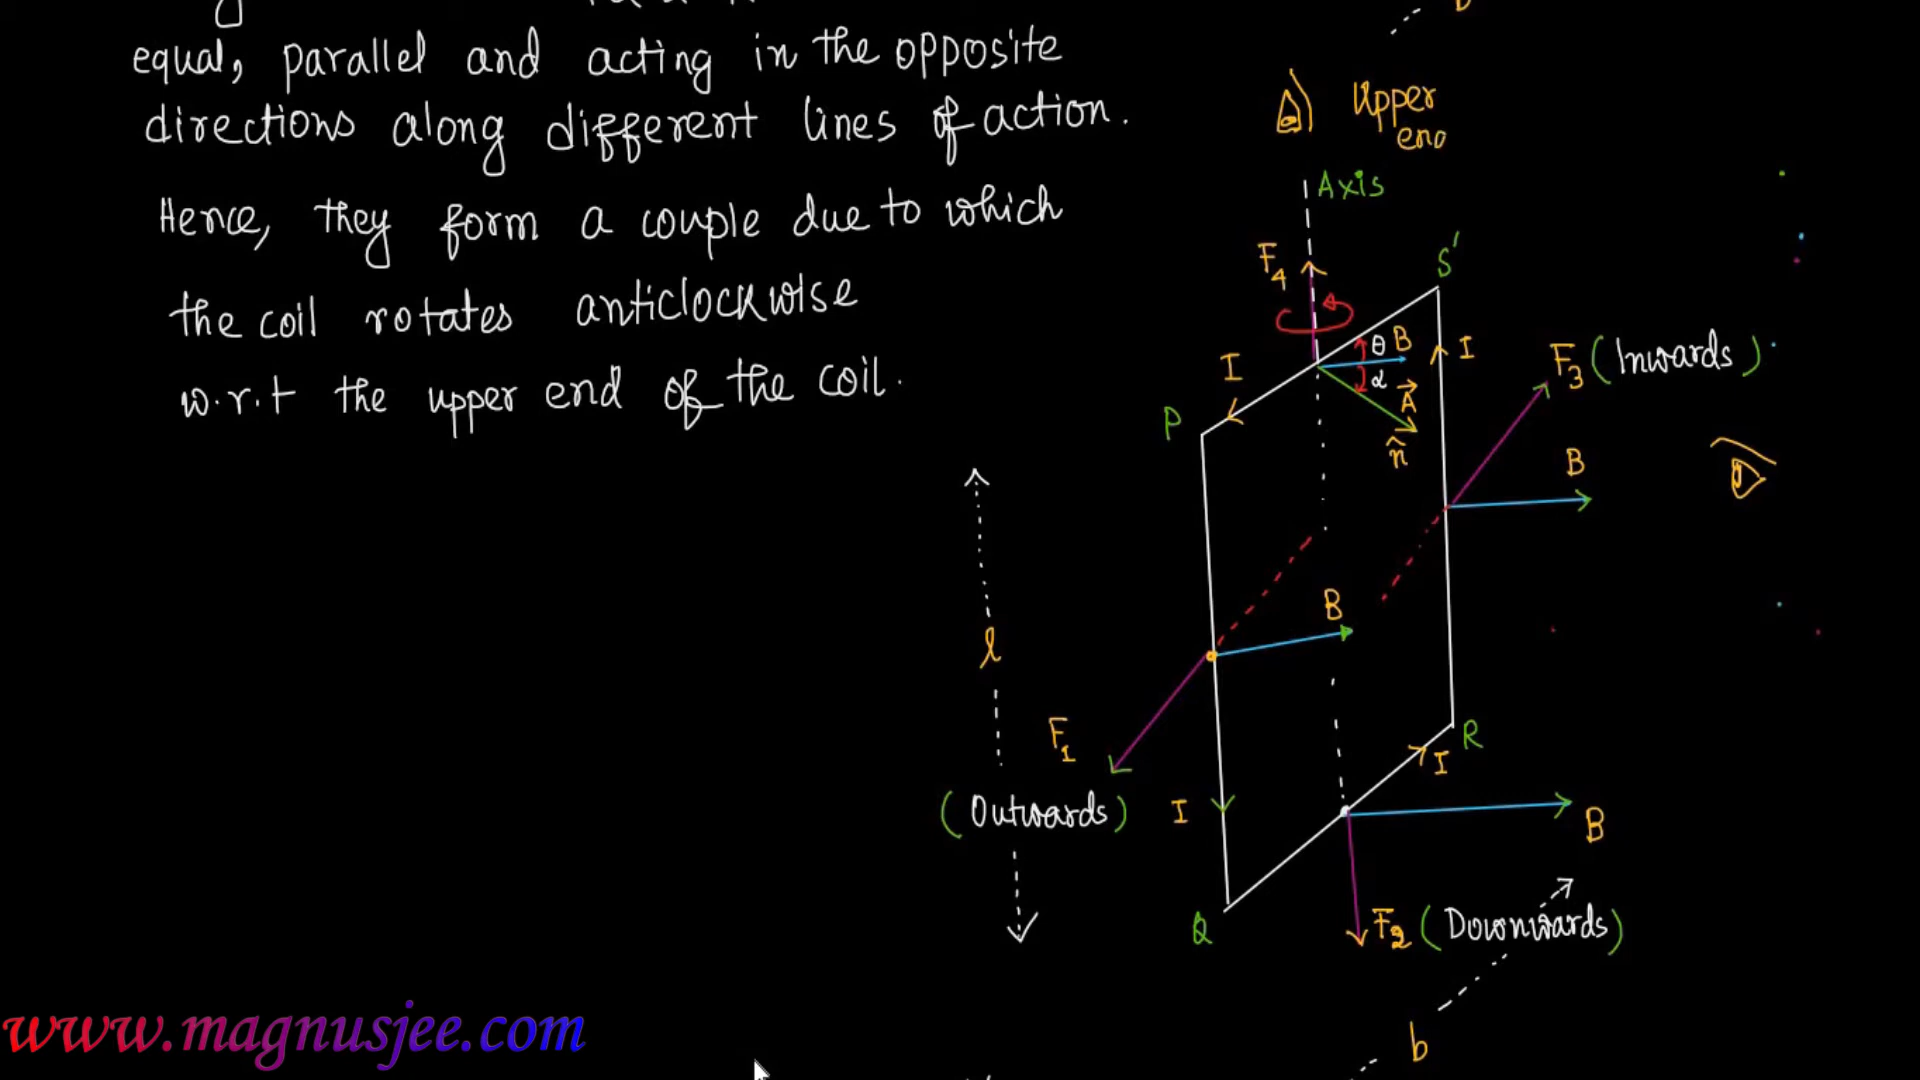 equal, parallel and acting in the opposite
directions along different lines of action.
Hence, they form a couple due to which
the coil rotates anticlockwise
w.r.t the upper end of the coil.
b
Upper
end
Axis
F4
S'
θ B
I
I
α
A
n̂
P
F3 (Inwards)
B
l
B
F1
(Outwards)
I
R
I
B
Q
F2 (Downwards)
b
www.magnusjee.com